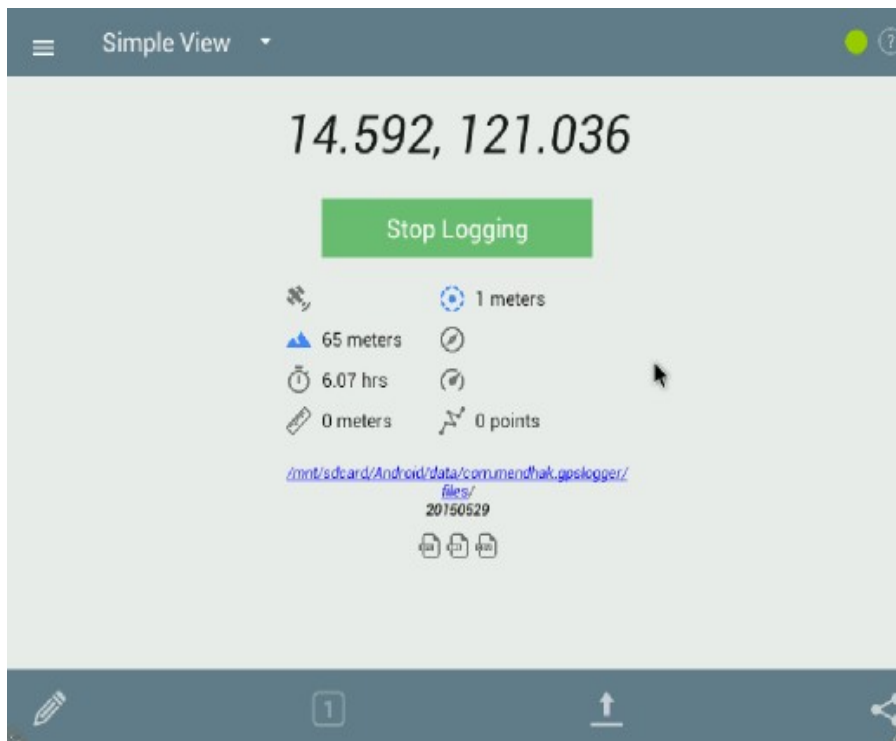 Simple View
?
14.592, 121.036
Stop Logging
1 meters
65 meters
6.07 hrs
0 meters
0 points
/mnt/sdcard/Android/data/com.mendhak.gpslogger/
files/
20150529
1